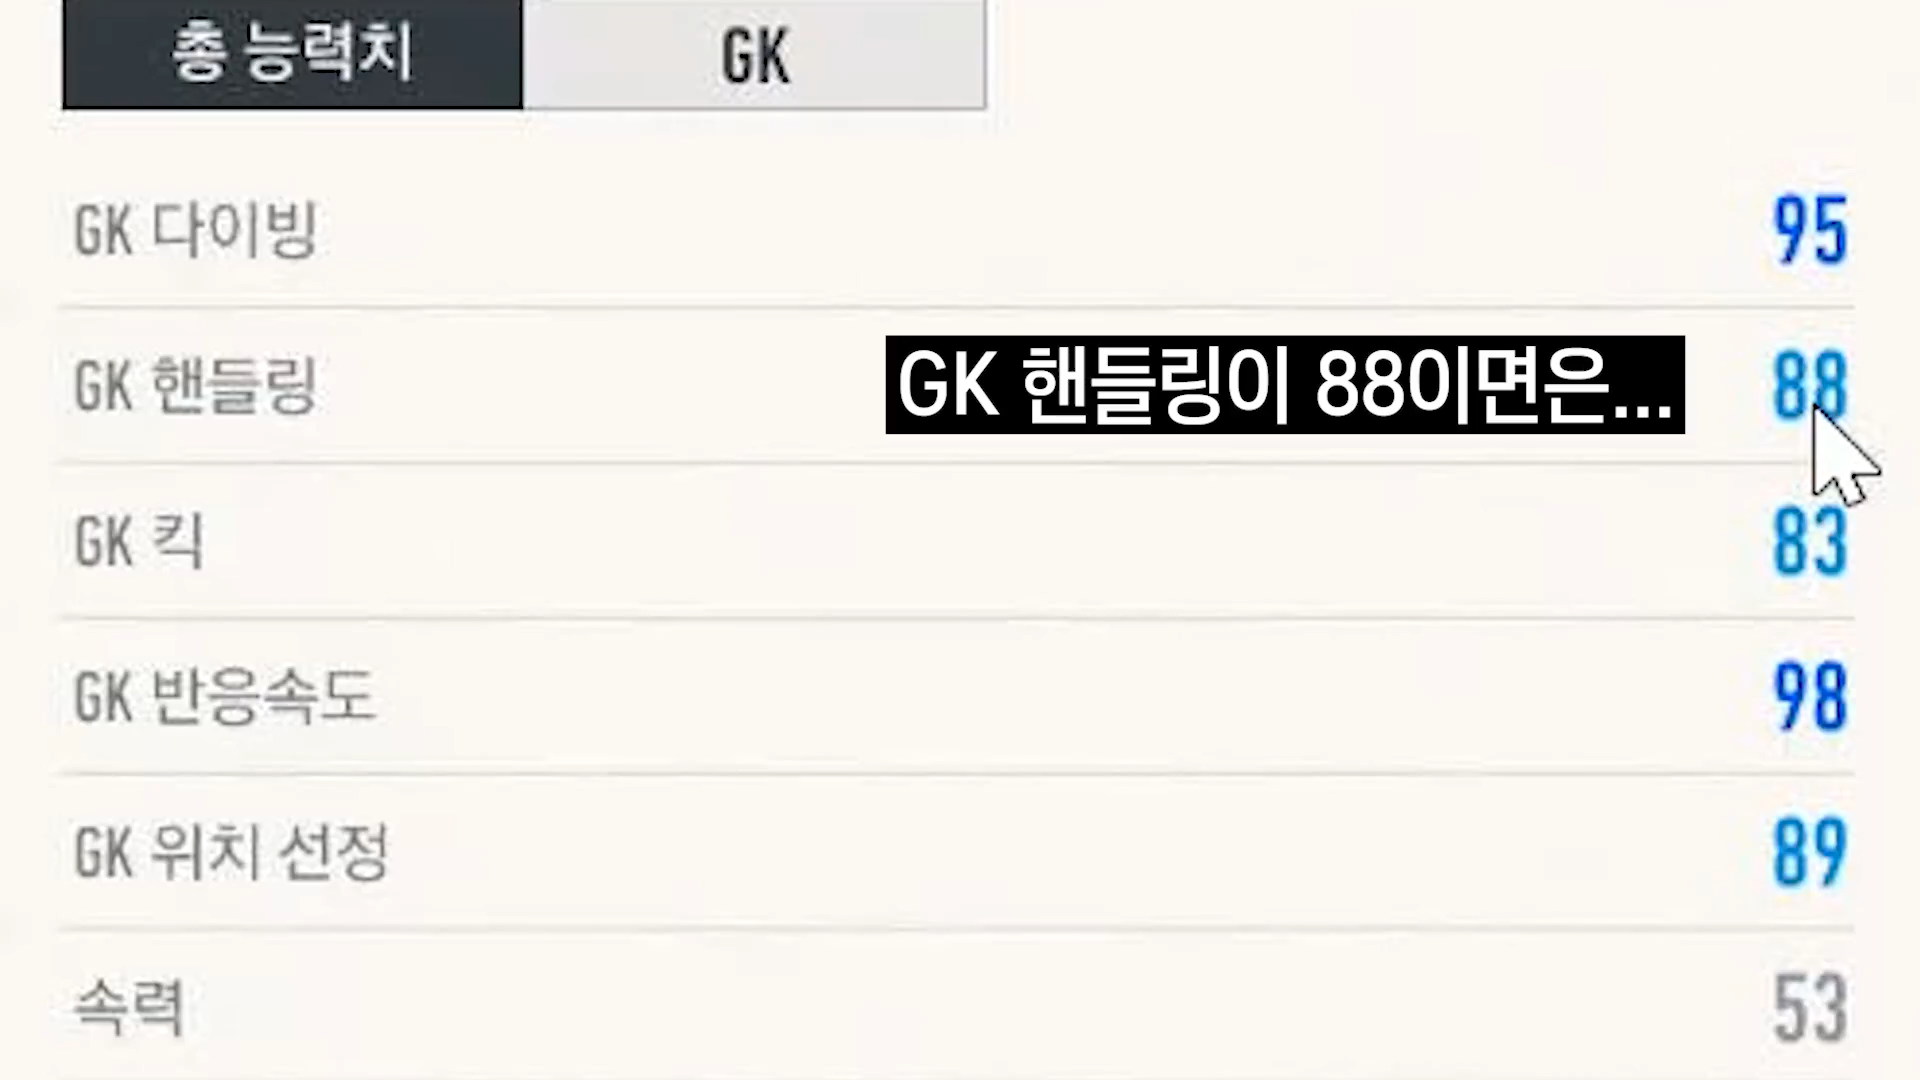 총 능력치 GK
GK 다이빙 95
GK 핸들링 GK 핸들링이 88이면은... 88
GK 킥 83
GK 반응속도 98
GK 위치 선정 89
속력 53